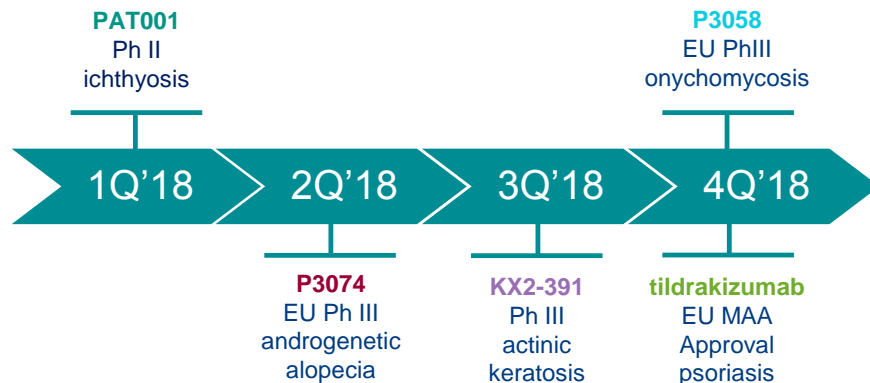 PAT001
Ph II
ichthyosis
P3058
EU PhIII
onychomycosis
1Q’18
2Q’18
3Q’18
4Q’18
P3074
EU Ph III
androgenetic
alopecia
KX2-391
Ph III
actinic
keratosis
tildrakizumab
EU MAA
Approval
psoriasis